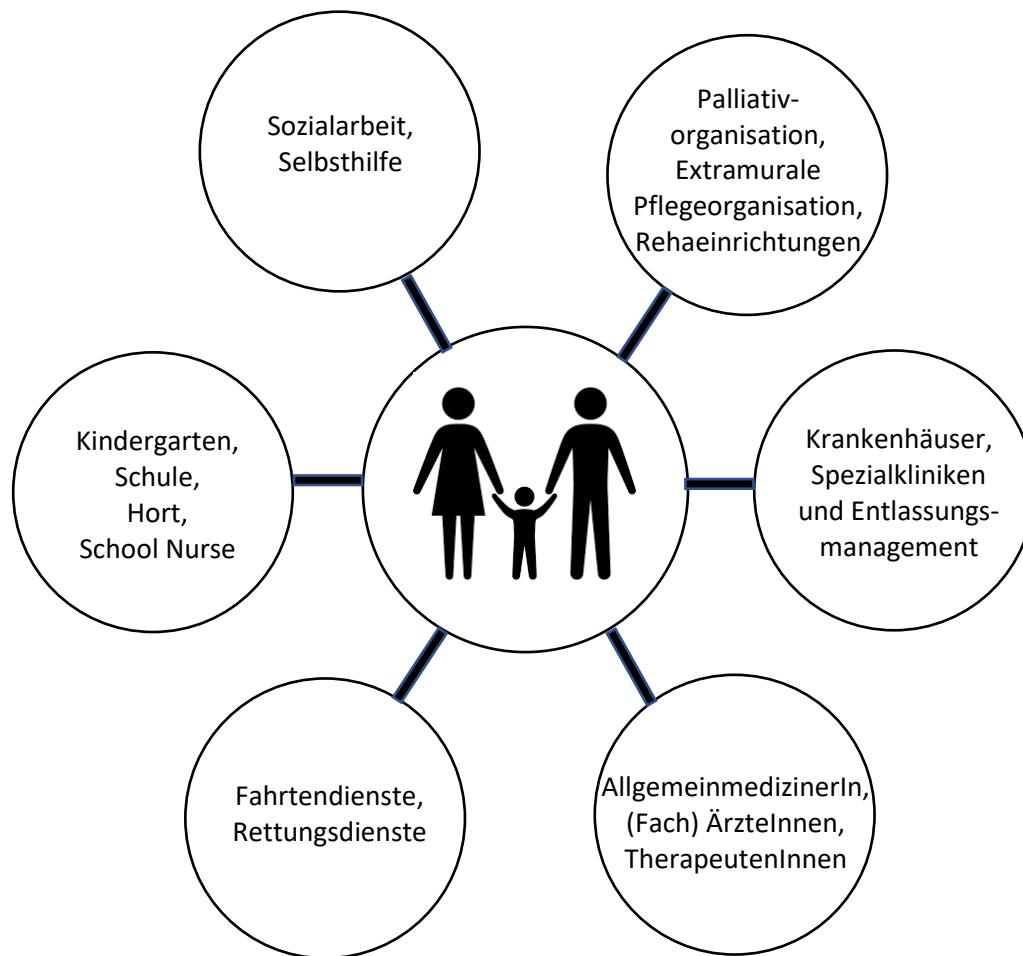 Sozialarbeit,
Selbsthilfe
Palliativ-
organisation,
Extramurale
Pflegeorganisation,
Rehaeinrichtungen
Kindergarten,
Schule,
Hort,
School Nurse
Krankenhäuser,
Spezialkliniken
und Entlassungs-
management
Fahrtendienste,
Rettungsdienste
AllgemeinmedizinerIn,
(Fach) ÄrzteInnen,
TherapeutenInnen